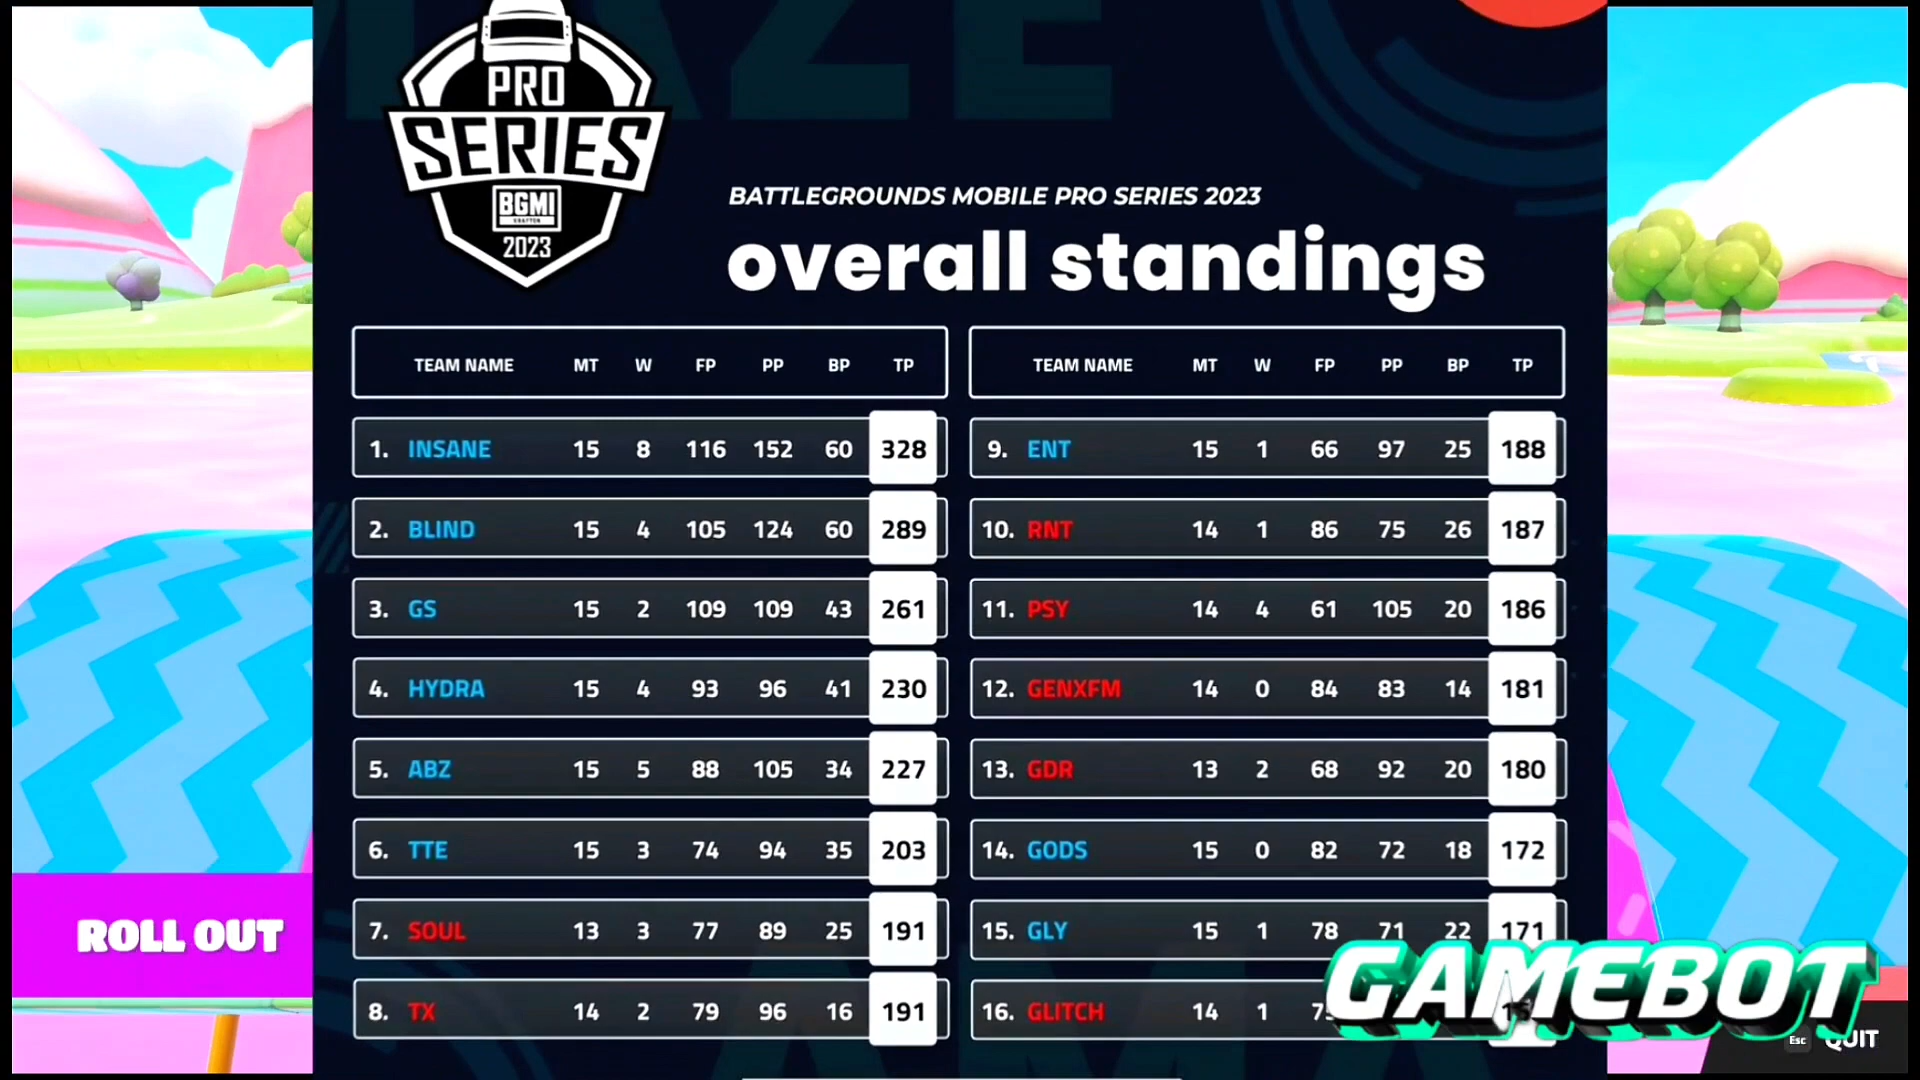 PRO
SERIES
BGMI
KRAFTON
2023
BATTLEGROUNDS MOBILE PRO SERIES 2023
overall standings
TEAM NAME MT W FP PP BP TP
1. INSANE 15 8 116 152 60 328
2. BLIND 15 4 105 124 60 289
3. GS 15 2 109 109 43 261
4. HYDRA 15 4 93 96 41 230
5. ABZ 15 5 88 105 34 227
6. TTE 15 3 74 94 35 203
7. SOUL 13 3 77 89 25 191
8. TX 14 2 79 96 16 191
TEAM NAME MT W FP PP BP TP
9. ENT 15 1 66 97 25 188
10. RNT 14 1 86 75 26 187
11. PSY 14 4 61 105 20 186
12. GENXFM 14 0 84 83 14 181
13. GDR 13 2 68 92 20 180
14. GODS 15 0 82 72 18 172
15. GLY 15 1 78 71 22 171
16. GLITCH 14 1
ROLL OUT
GAMEBOT
Esc QUIT